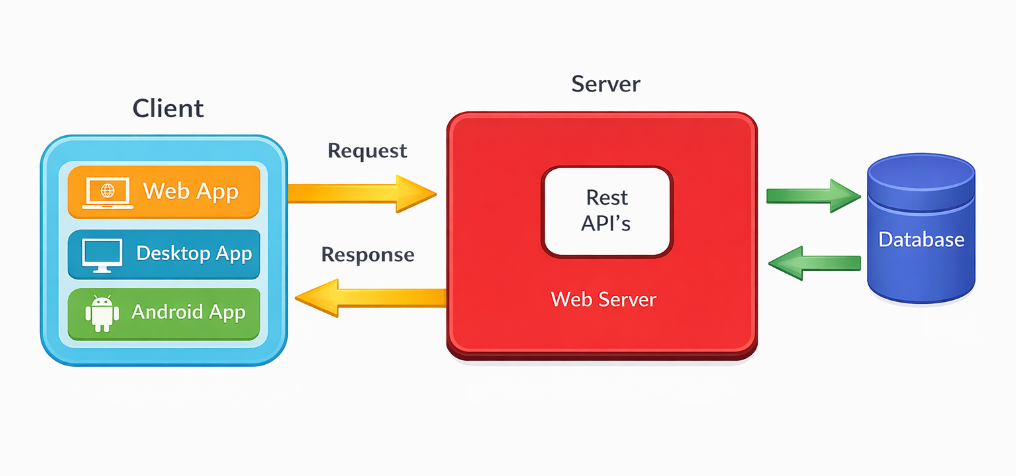 Client
Server
Request
Web App
Rest
API's
Desktop App
Database
Response
Android App
Web Server